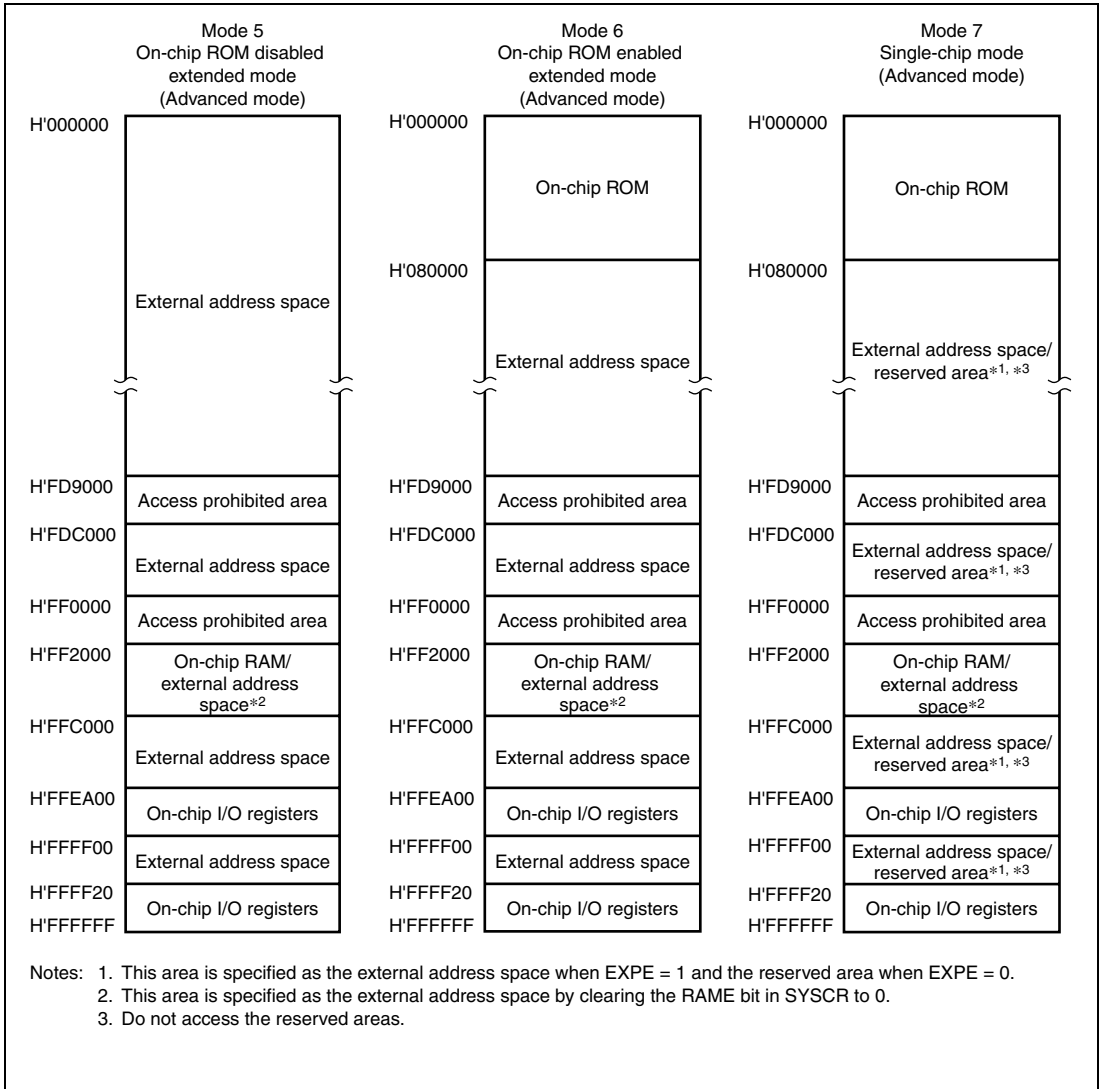 Mode 5
On-chip ROM disabled
extended mode
(Advanced mode)
H'000000
External address space
H'FD9000
Access prohibited area
H'FDC000
External address space
H'FF0000
Access prohibited area
H'FF2000
On-chip RAM/
external address
space*2
H'FFC000
External address space
H'FFEA00
On-chip I/O registers
H'FFFF00
External address space
H'FFFF20
On-chip I/O registers
H'FFFFFF
Mode 6
On-chip ROM enabled
extended mode
(Advanced mode)
H'000000
On-chip ROM
H'080000
External address space
H'FD9000
Access prohibited area
H'FDC000
External address space
H'FF0000
Access prohibited area
H'FF2000
On-chip RAM/
external address
space*2
H'FFC000
External address space
H'FFEA00
On-chip I/O registers
H'FFFF00
External address space
H'FFFF20
On-chip I/O registers
H'FFFFFF
Mode 7
Single-chip mode
(Advanced mode)
H'000000
On-chip ROM
H'080000
External address space/
reserved area*1, *3
H'FD9000
Access prohibited area
H'FDC000
External address space/
reserved area*1, *3
H'FF0000
Access prohibited area
H'FF2000
On-chip RAM/
external address
space*2
H'FFC000
External address space/
reserved area*1, *3
H'FFEA00
On-chip I/O registers
H'FFFF00
External address space/
reserved area*1, *3
H'FFFF20
On-chip I/O registers
H'FFFFFF
Notes: 1. This area is specified as the external address space when EXPE = 1 and the reserved area when EXPE = 0.
2. This area is specified as the external address space by clearing the RAME bit in SYSCR to 0.
3. Do not access the reserved areas.